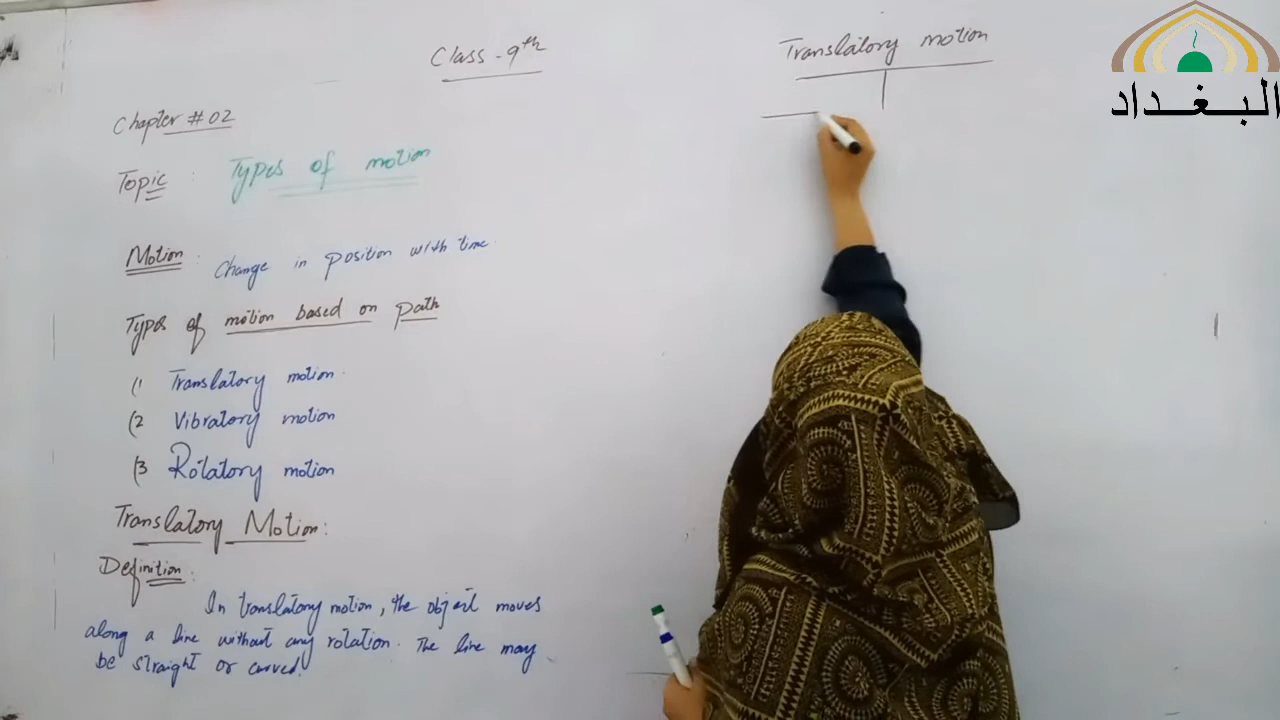 Class - 9th
Chapter # 02
Topic : Types of motion
Motion : Change in position with time.
Types of motion based on path
(1 Translatory motion.
(2 Vibratory motion
(3 Rotatory motion
Translatory Motion:
Definition:
In translatory motion, the object moves
along a line without any rotation. The line may
be straight or curved.
Translatory motion
البغداد